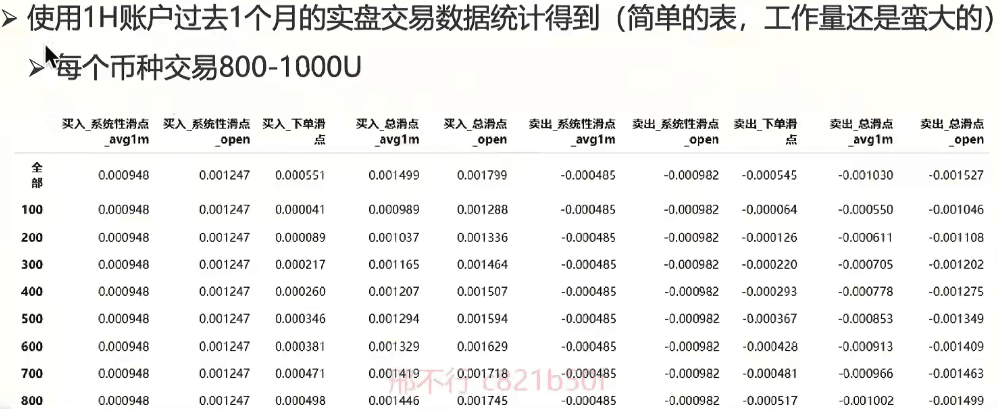 ➢ 使用1H账户过去1个月的实盘交易数据统计得到（简单的表，工作量还是蛮大的）
➢ 每个币种交易800-1000U
买入_系统性滑点_avg1m 买入_系统性滑点_open 买入_下单滑点 买入_总滑点_avg1m 买入_总滑点_open 卖出_系统性滑点_avg1m 卖出_系统性滑点_open 卖出_下单滑点 卖出_总滑点_avg1m 卖出_总滑点_open
全部 0.000948 0.001247 0.000551 0.001499 0.001799 -0.000485 -0.000982 -0.000545 -0.001030 -0.001527
100 0.000948 0.001247 0.000041 0.000989 0.001288 -0.000485 -0.000982 -0.000064 -0.000550 -0.001046
200 0.000948 0.001247 0.000089 0.001037 0.001336 -0.000485 -0.000982 -0.000126 -0.000611 -0.001108
300 0.000948 0.001247 0.000217 0.001165 0.001464 -0.000485 -0.000982 -0.000220 -0.000705 -0.001202
400 0.000948 0.001247 0.000260 0.001207 0.001507 -0.000485 -0.000982 -0.000293 -0.000778 -0.001275
500 0.000948 0.001247 0.000346 0.001294 0.001594 -0.000485 -0.000982 -0.000367 -0.000853 -0.001349
600 0.000948 0.001247 0.000381 0.001329 0.001629 -0.000485 -0.000982 -0.000428 -0.000913 -0.001409
700 0.000948 0.001247 0.000471 0.001419 0.001718 -0.000485 -0.000982 -0.000481 -0.000966 -0.001463
邢不行 c821b30f
800 0.000948 0.001247 0.000498 0.001446 0.001745 -0.000485 -0.000982 -0.000517 -0.001002 -0.001499